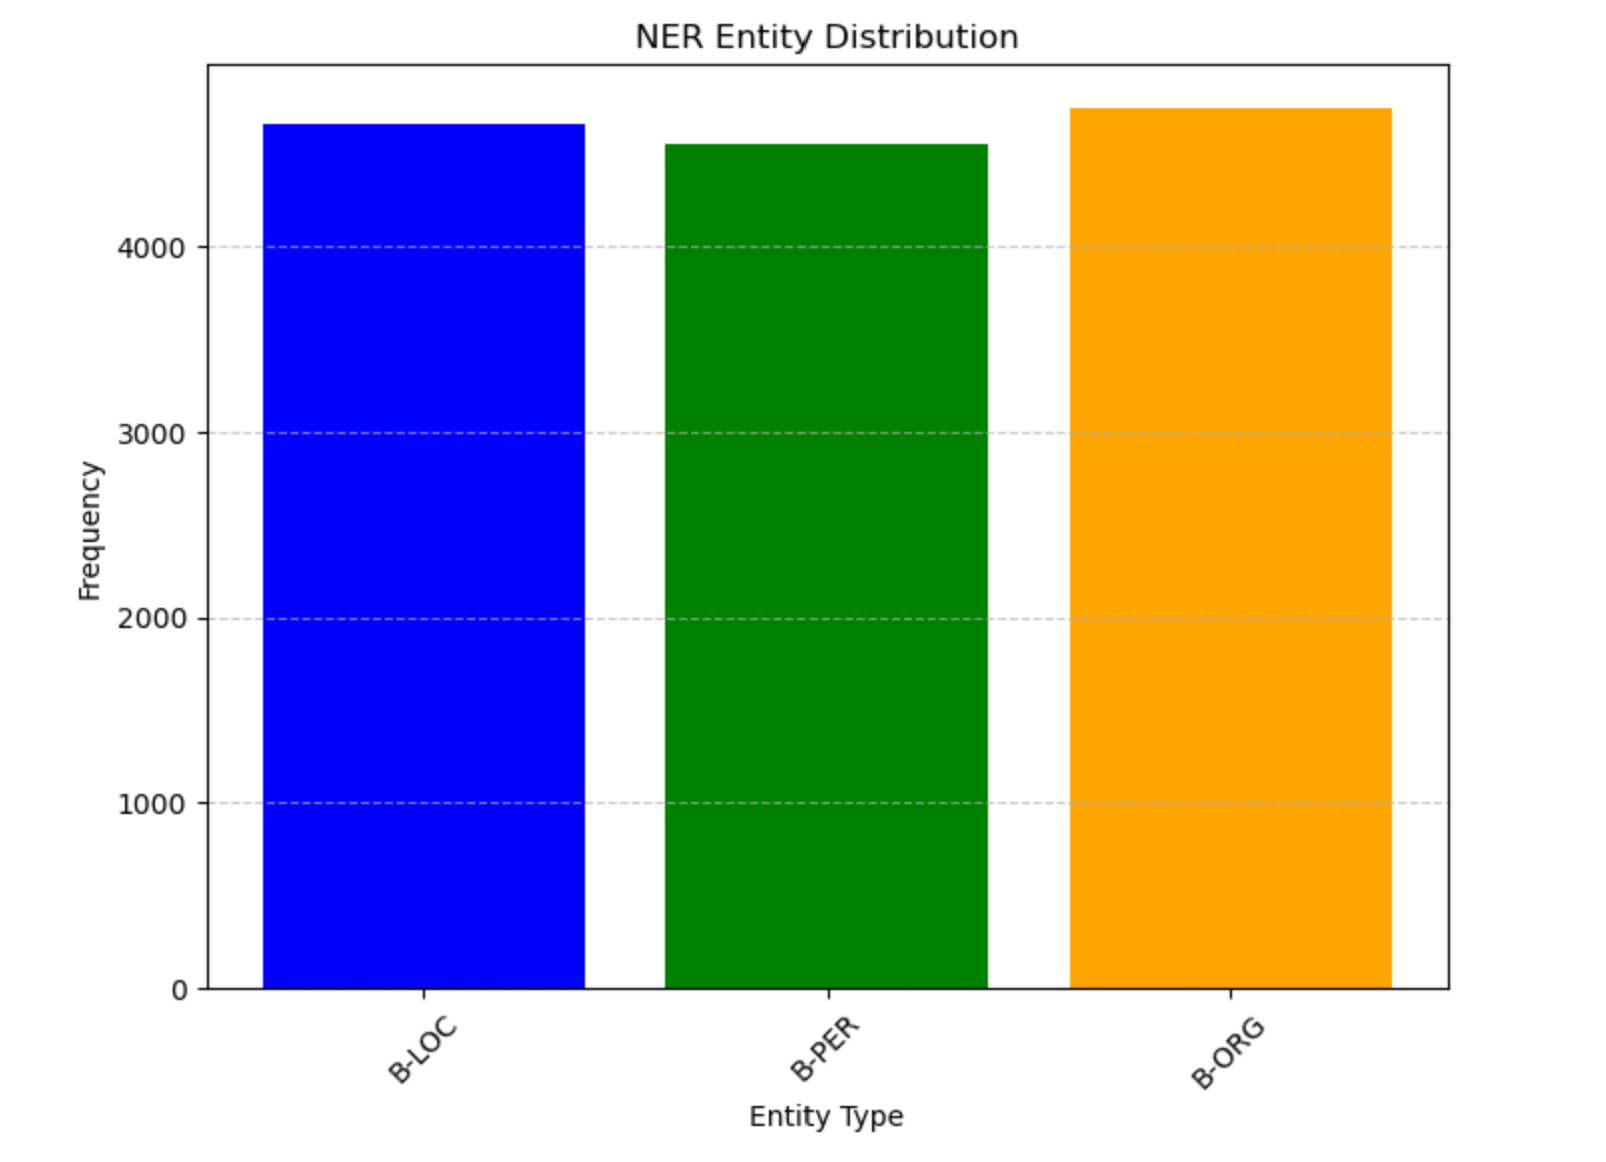 NER Entity Distribution
Frequency
4000
3000
2000
1000
0
B-LOC
B-PER
B-ORG
Entity Type